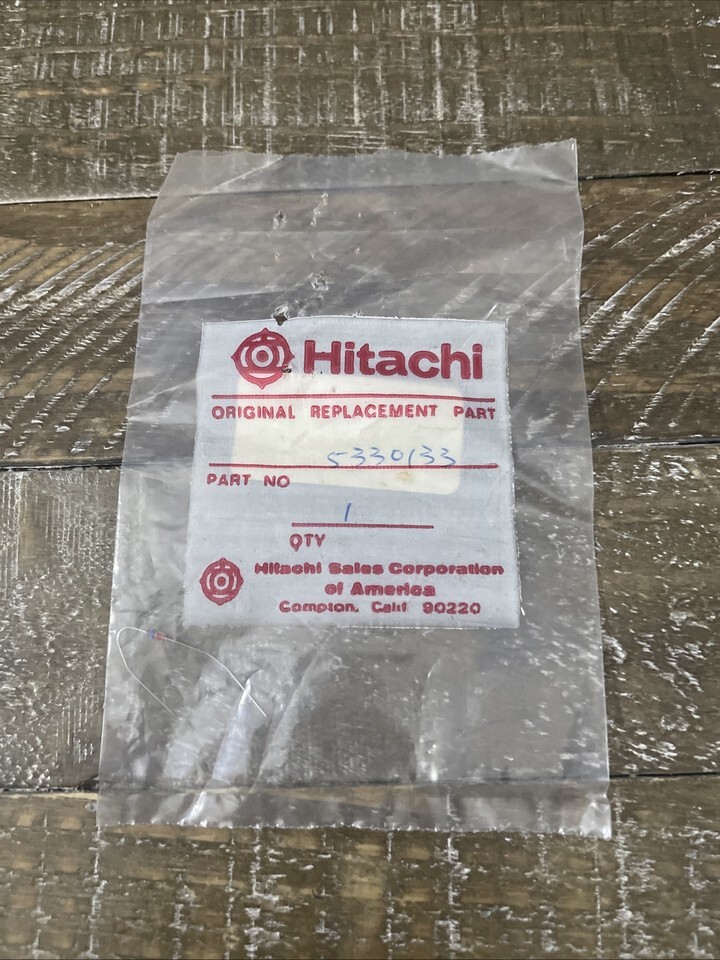 Hitachi
ORIGINAL REPLACEMENT PART
5330133
PART NO
1
QTY
Hitachi Sales Corporation
of America
Compton, Calif 90220